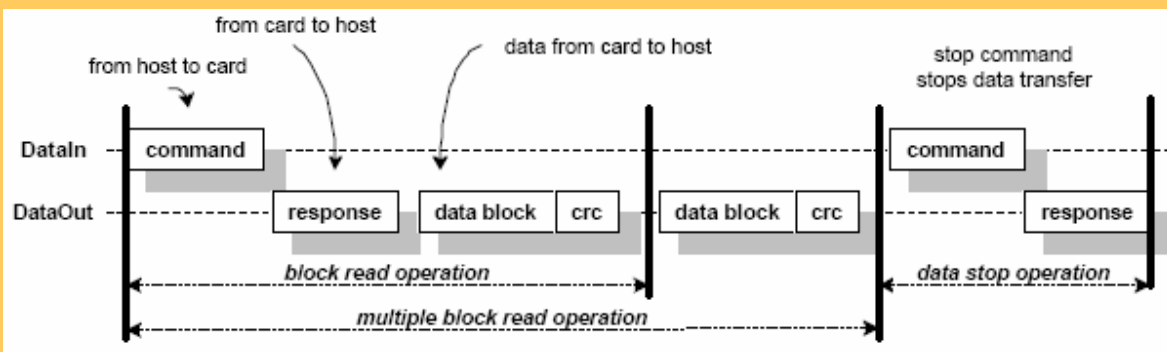 from card to host
data from card to host
from host to card
stop command
stops data transfer
DataIn
command
command
DataOut
response
data block
crc
data block
crc
response
block read operation
data stop operation
multiple block read operation